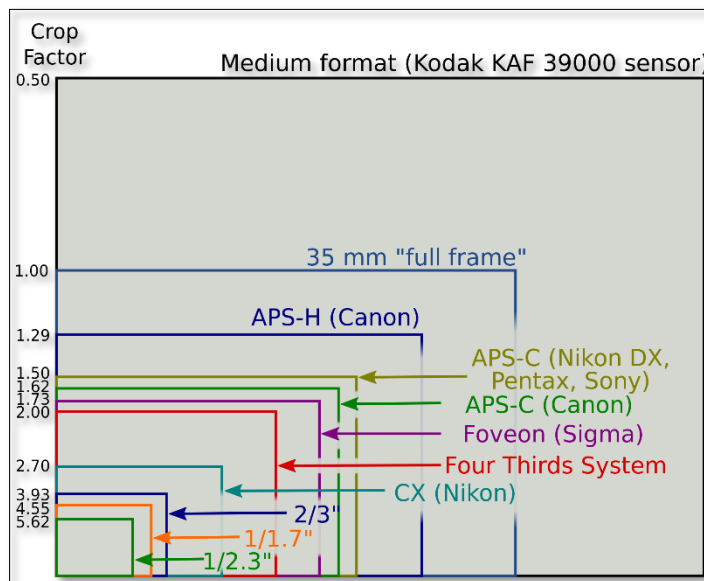 Crop
Factor
Medium format (Kodak KAF 39000 sensor)
0.50
35 mm "full frame"
1.00
APS-H (Canon)
1.29
APS-C (Nikon DX,
Pentax, Sony)
1.50
1.62
APS-C (Canon)
1.73
2.00
Foveon (Sigma)
Four Thirds System
2.70
CX (Nikon)
3.93
2/3"
4.55
1/1.7"
5.62
1/2.3"